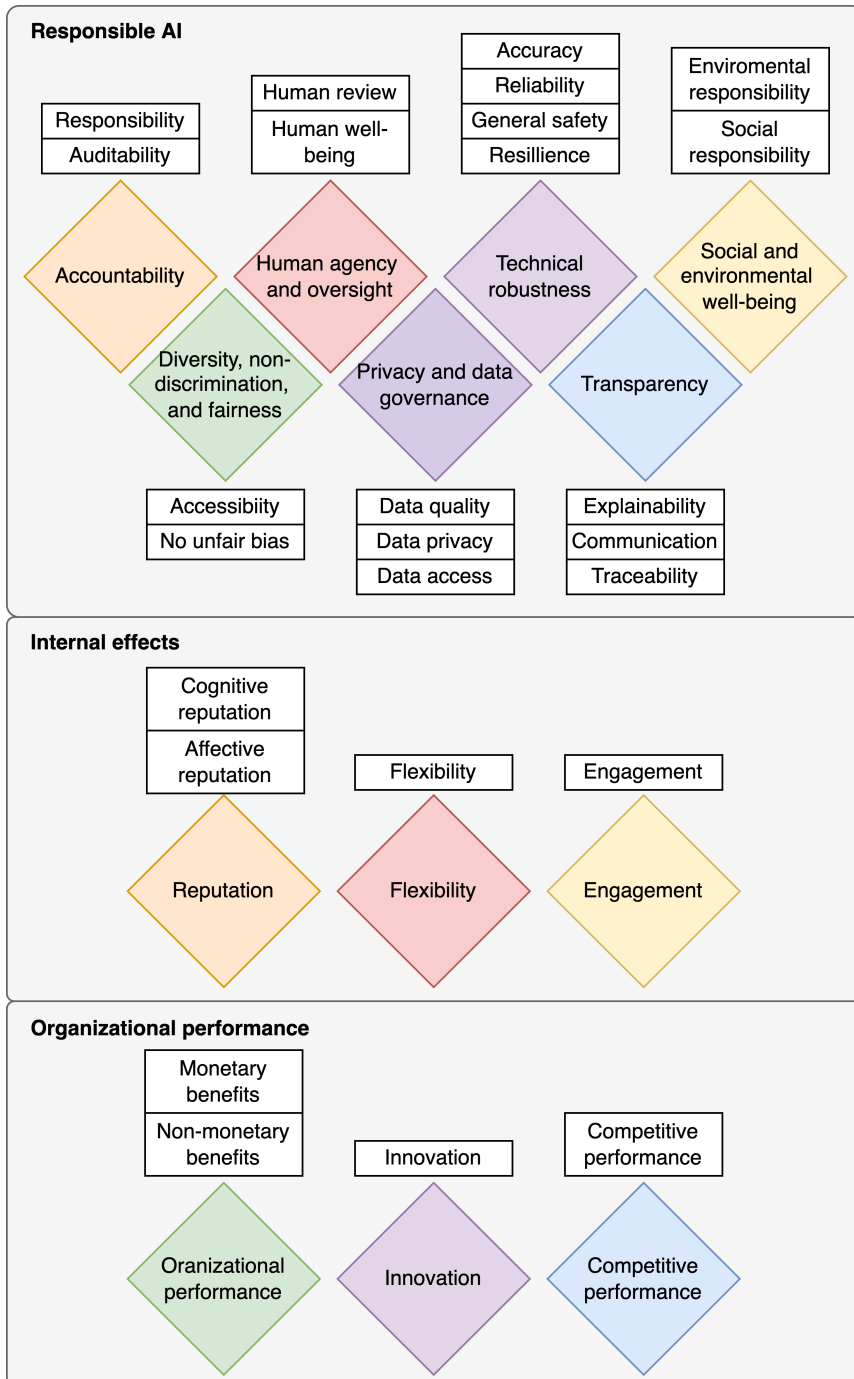 Responsible AI
Responsibility
Auditability
Human review
Human well-
being
Accuracy
Reliability
General safety
Resillience
Enviromental
responsibility
Social
responsibility
Accountability
Human agency
and oversight
Technical
robustness
Social and
environmental
well-being
Diversity, non-
discrimination,
and fairness
Privacy and data
governance
Transparency
Accessibiity
No unfair bias
Data quality
Data privacy
Data access
Explainability
Communication
Traceability
Internal effects
Cognitive
reputation
Affective
reputation
Flexibility
Engagement
Reputation
Flexibility
Engagement
Organizational performance
Monetary
benefits
Non-monetary
benefits
Innovation
Competitive
performance
Oranizational
performance
Innovation
Competitive
performance